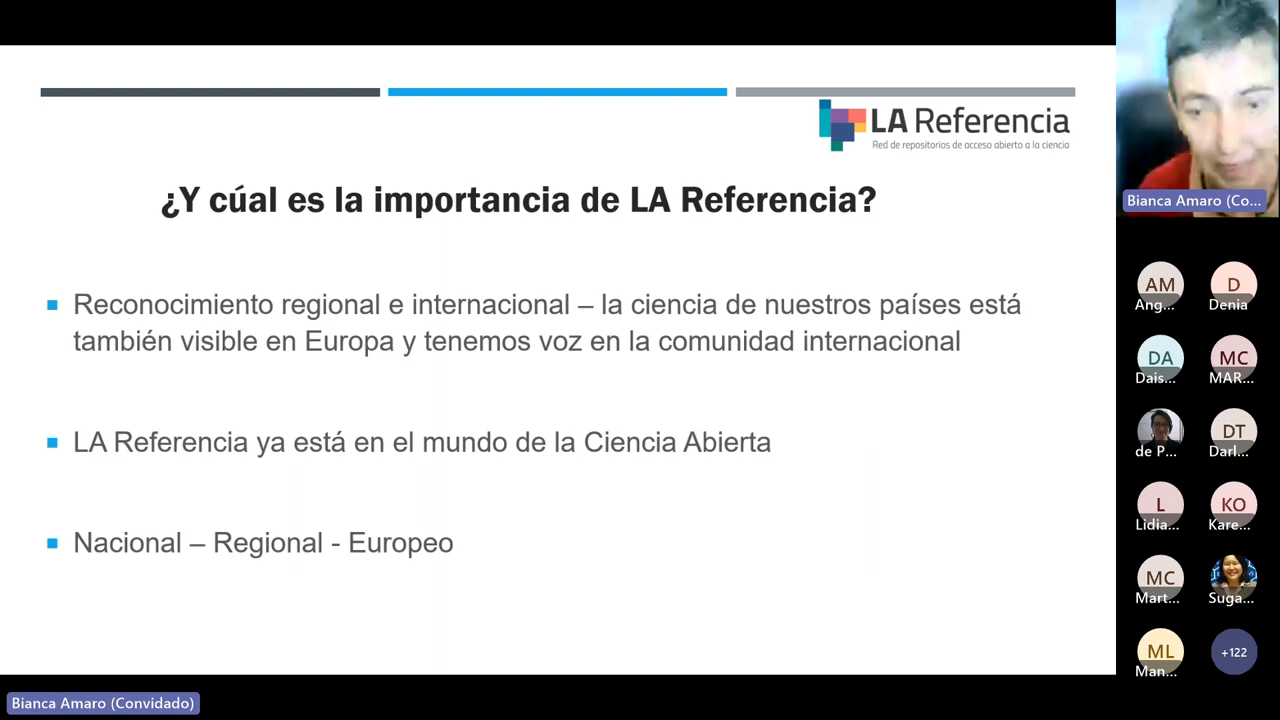 LA Referencia
Red de repositorios de acceso abierto a la ciencia
¿Y cúal es la importancia de LA Referencia?
Reconocimiento regional e internacional – la ciencia de nuestros países está
también visible en Europa y tenemos voz en la comunidad internacional
LA Referencia ya está en el mundo de la Ciencia Abierta
Nacional – Regional - Europeo
Bianca Amaro (Co...
AM
Ang...
D
Denia
DA
Dais...
MC
MAR...
de P...
DT
Darl...
L
Lidia...
KO
Kare...
MC
Mart...
Suga...
ML
Man...
+122
Bianca Amaro (Convidado)